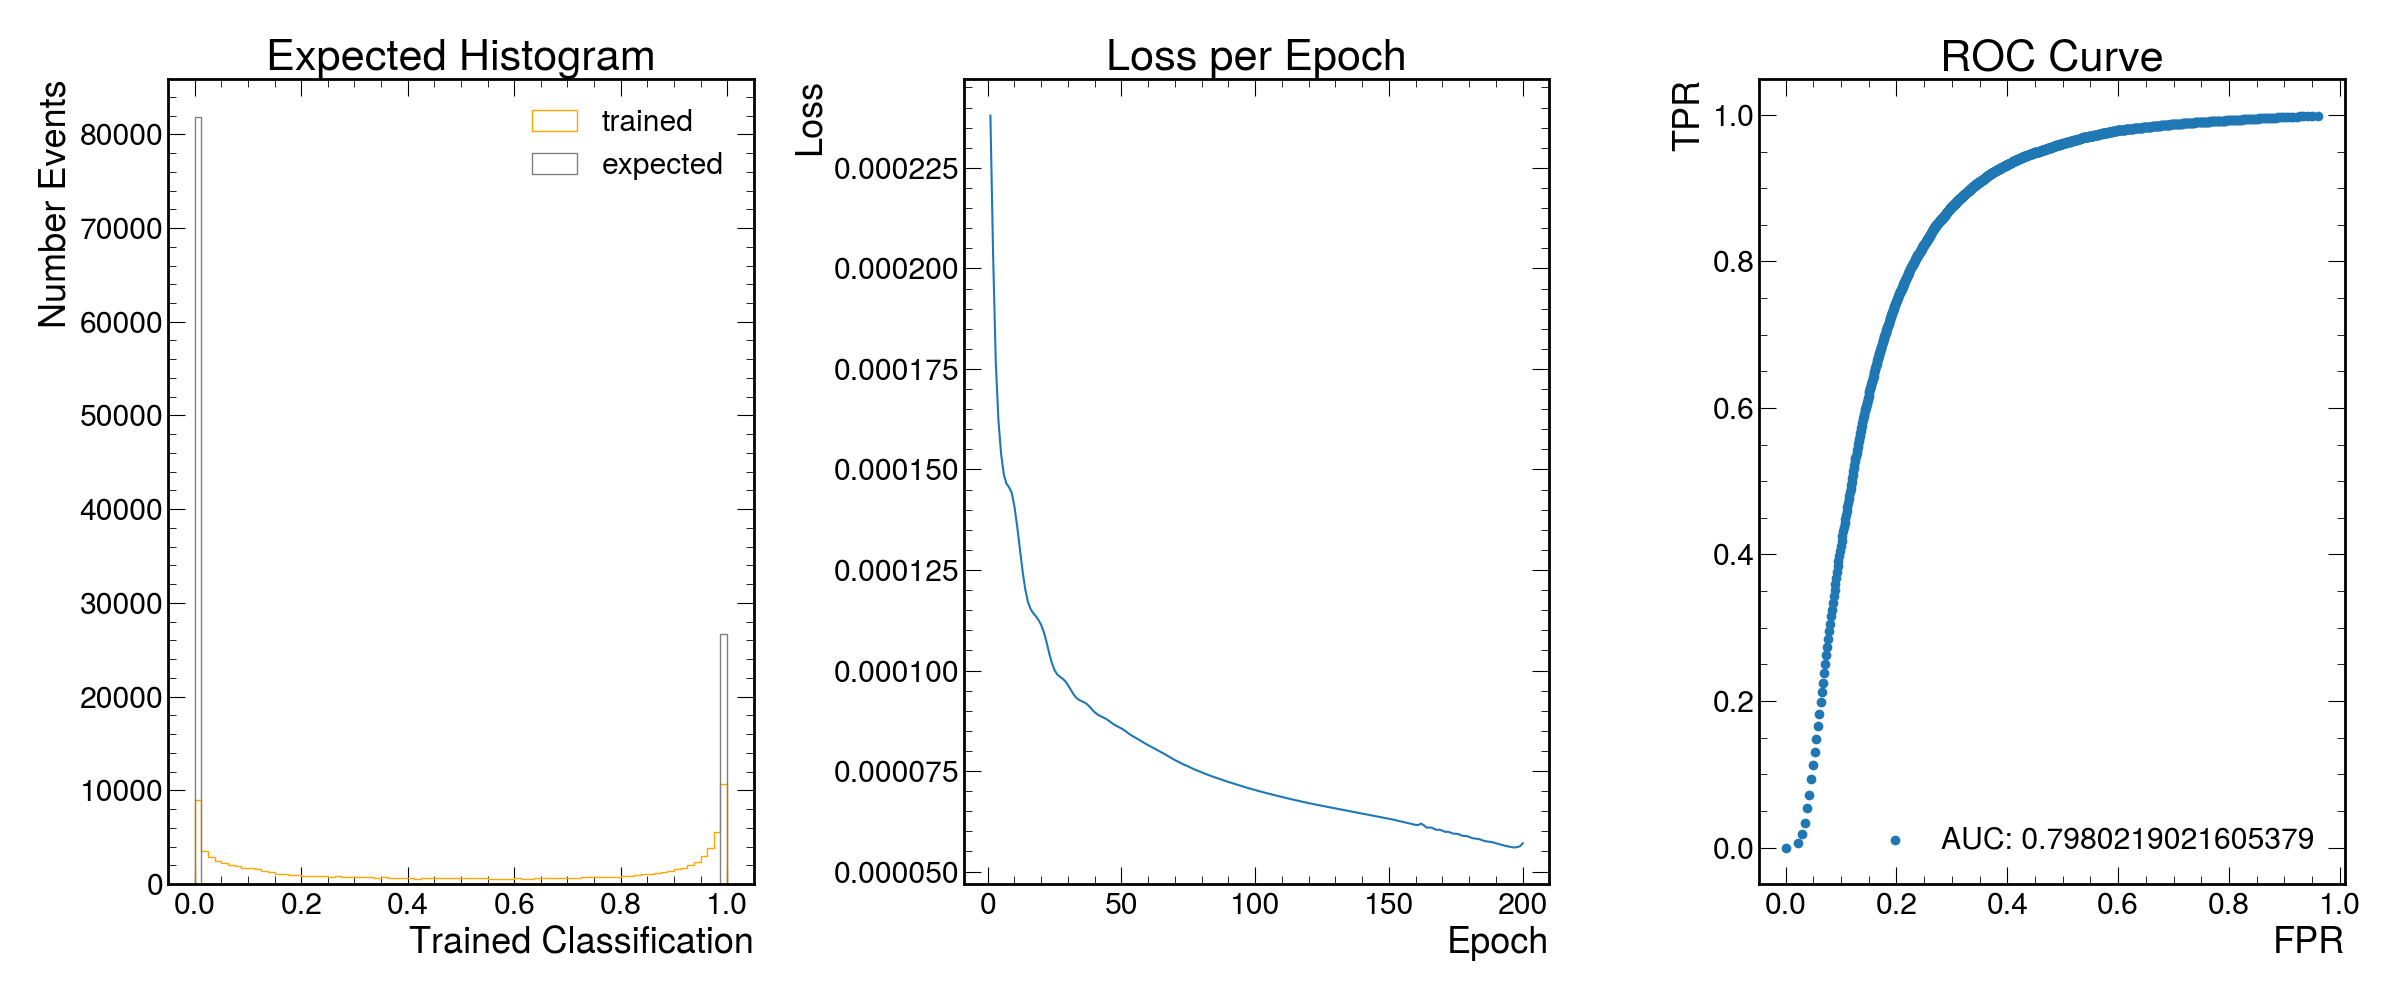 Expected Histogram
Number Events
80000
70000
60000
50000
40000
30000
20000
10000
0
trained
expected
0.0 0.2 0.4 0.6 0.8 1.0
Trained Classification
Loss per Epoch
Loss
0.000225
0.000200
0.000175
0.000150
0.000125
0.000100
0.000075
0.000050
0 50 100 150 200
Epoch
ROC Curve
TPR
1.0
0.8
0.6
0.4
0.2
0.0
AUC: 0.7980219021605379
0.0 0.2 0.4 0.6 0.8 1.0
FPR